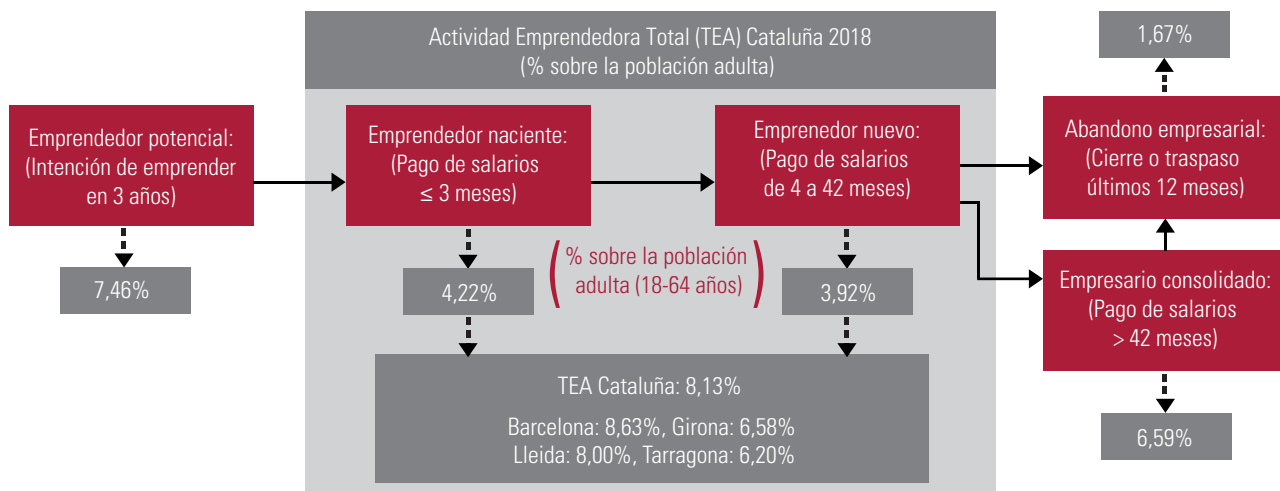 Actividad Emprendedora Total (TEA) Cataluña 2018
(% sobre la población adulta)
1,67%
Emprendedor potencial:
(Intención de emprender
en 3 años)
Emprendedor naciente:
(Pago de salarios
≤ 3 meses)
Emprenedor nuevo:
(Pago de salarios
de 4 a 42 meses)
Abandono empresarial:
(Cierre o traspaso
últimos 12 meses)
7,46%
4,22%
(% sobre la población
adulta (18-64 años))
3,92%
Empresario consolidado:
(Pago de salarios
> 42 meses)
TEA Cataluña: 8,13%
Barcelona: 8,63%, Girona: 6,58%
Lleida: 8,00%, Tarragona: 6,20%
6,59%